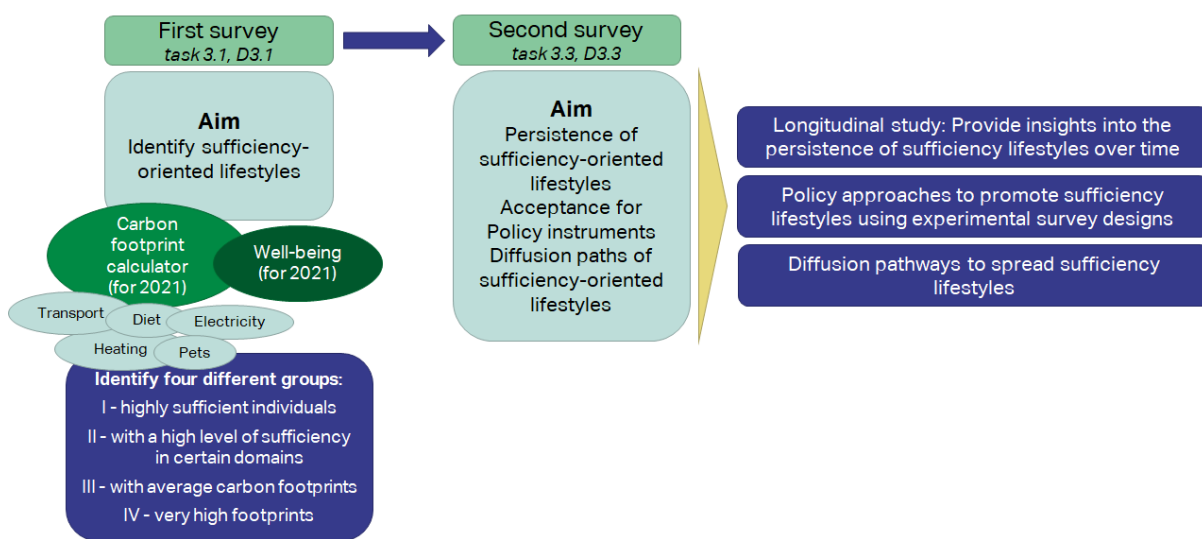 First survey
task 3.1, D3.1
Aim
Identify sufficiency-
oriented lifestyles
Carbon
footprint
calculator
(for 2021)
Well-being
(for 2021)
Transport
Diet
Electricity
Heating
Pets
Identify four different groups:
I - highly sufficient individuals
II - with a high level of sufficiency
in certain domains
III - with average carbon footprints
IV - very high footprints
Second survey
task 3.3, D3.3
Aim
Persistence of
sufficiency-oriented
lifestyles
Acceptance for
Policy instruments
Diffusion paths of
sufficiency-oriented
lifestyles
Longitudinal study: Provide insights into the
persistence of sufficiency lifestyles over time
Policy approaches to promote sufficiency
lifestyles using experimental survey designs
Diffusion pathways to spread sufficiency
lifestyles